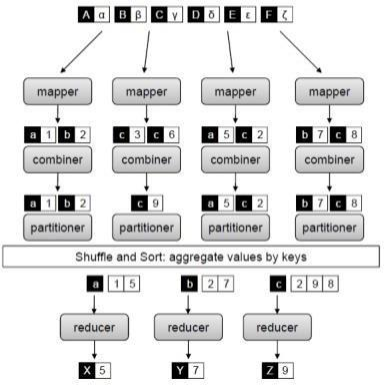 A α B β C γ D δ E ε F ζ
mapper mapper mapper mapper
a 1 b 2 c 3 c 6 a 5 c 2 b 7 c 8
combiner combiner combiner combiner
a 1 b 2 c 9 a 5 c 2 b 7 c 8
partitioner partitioner partitioner partitioner
Shuffle and Sort: aggregate values by keys
a 1 5 b 2 7 c 2 9 8
reducer reducer reducer
X 5 Y 7 Z 9